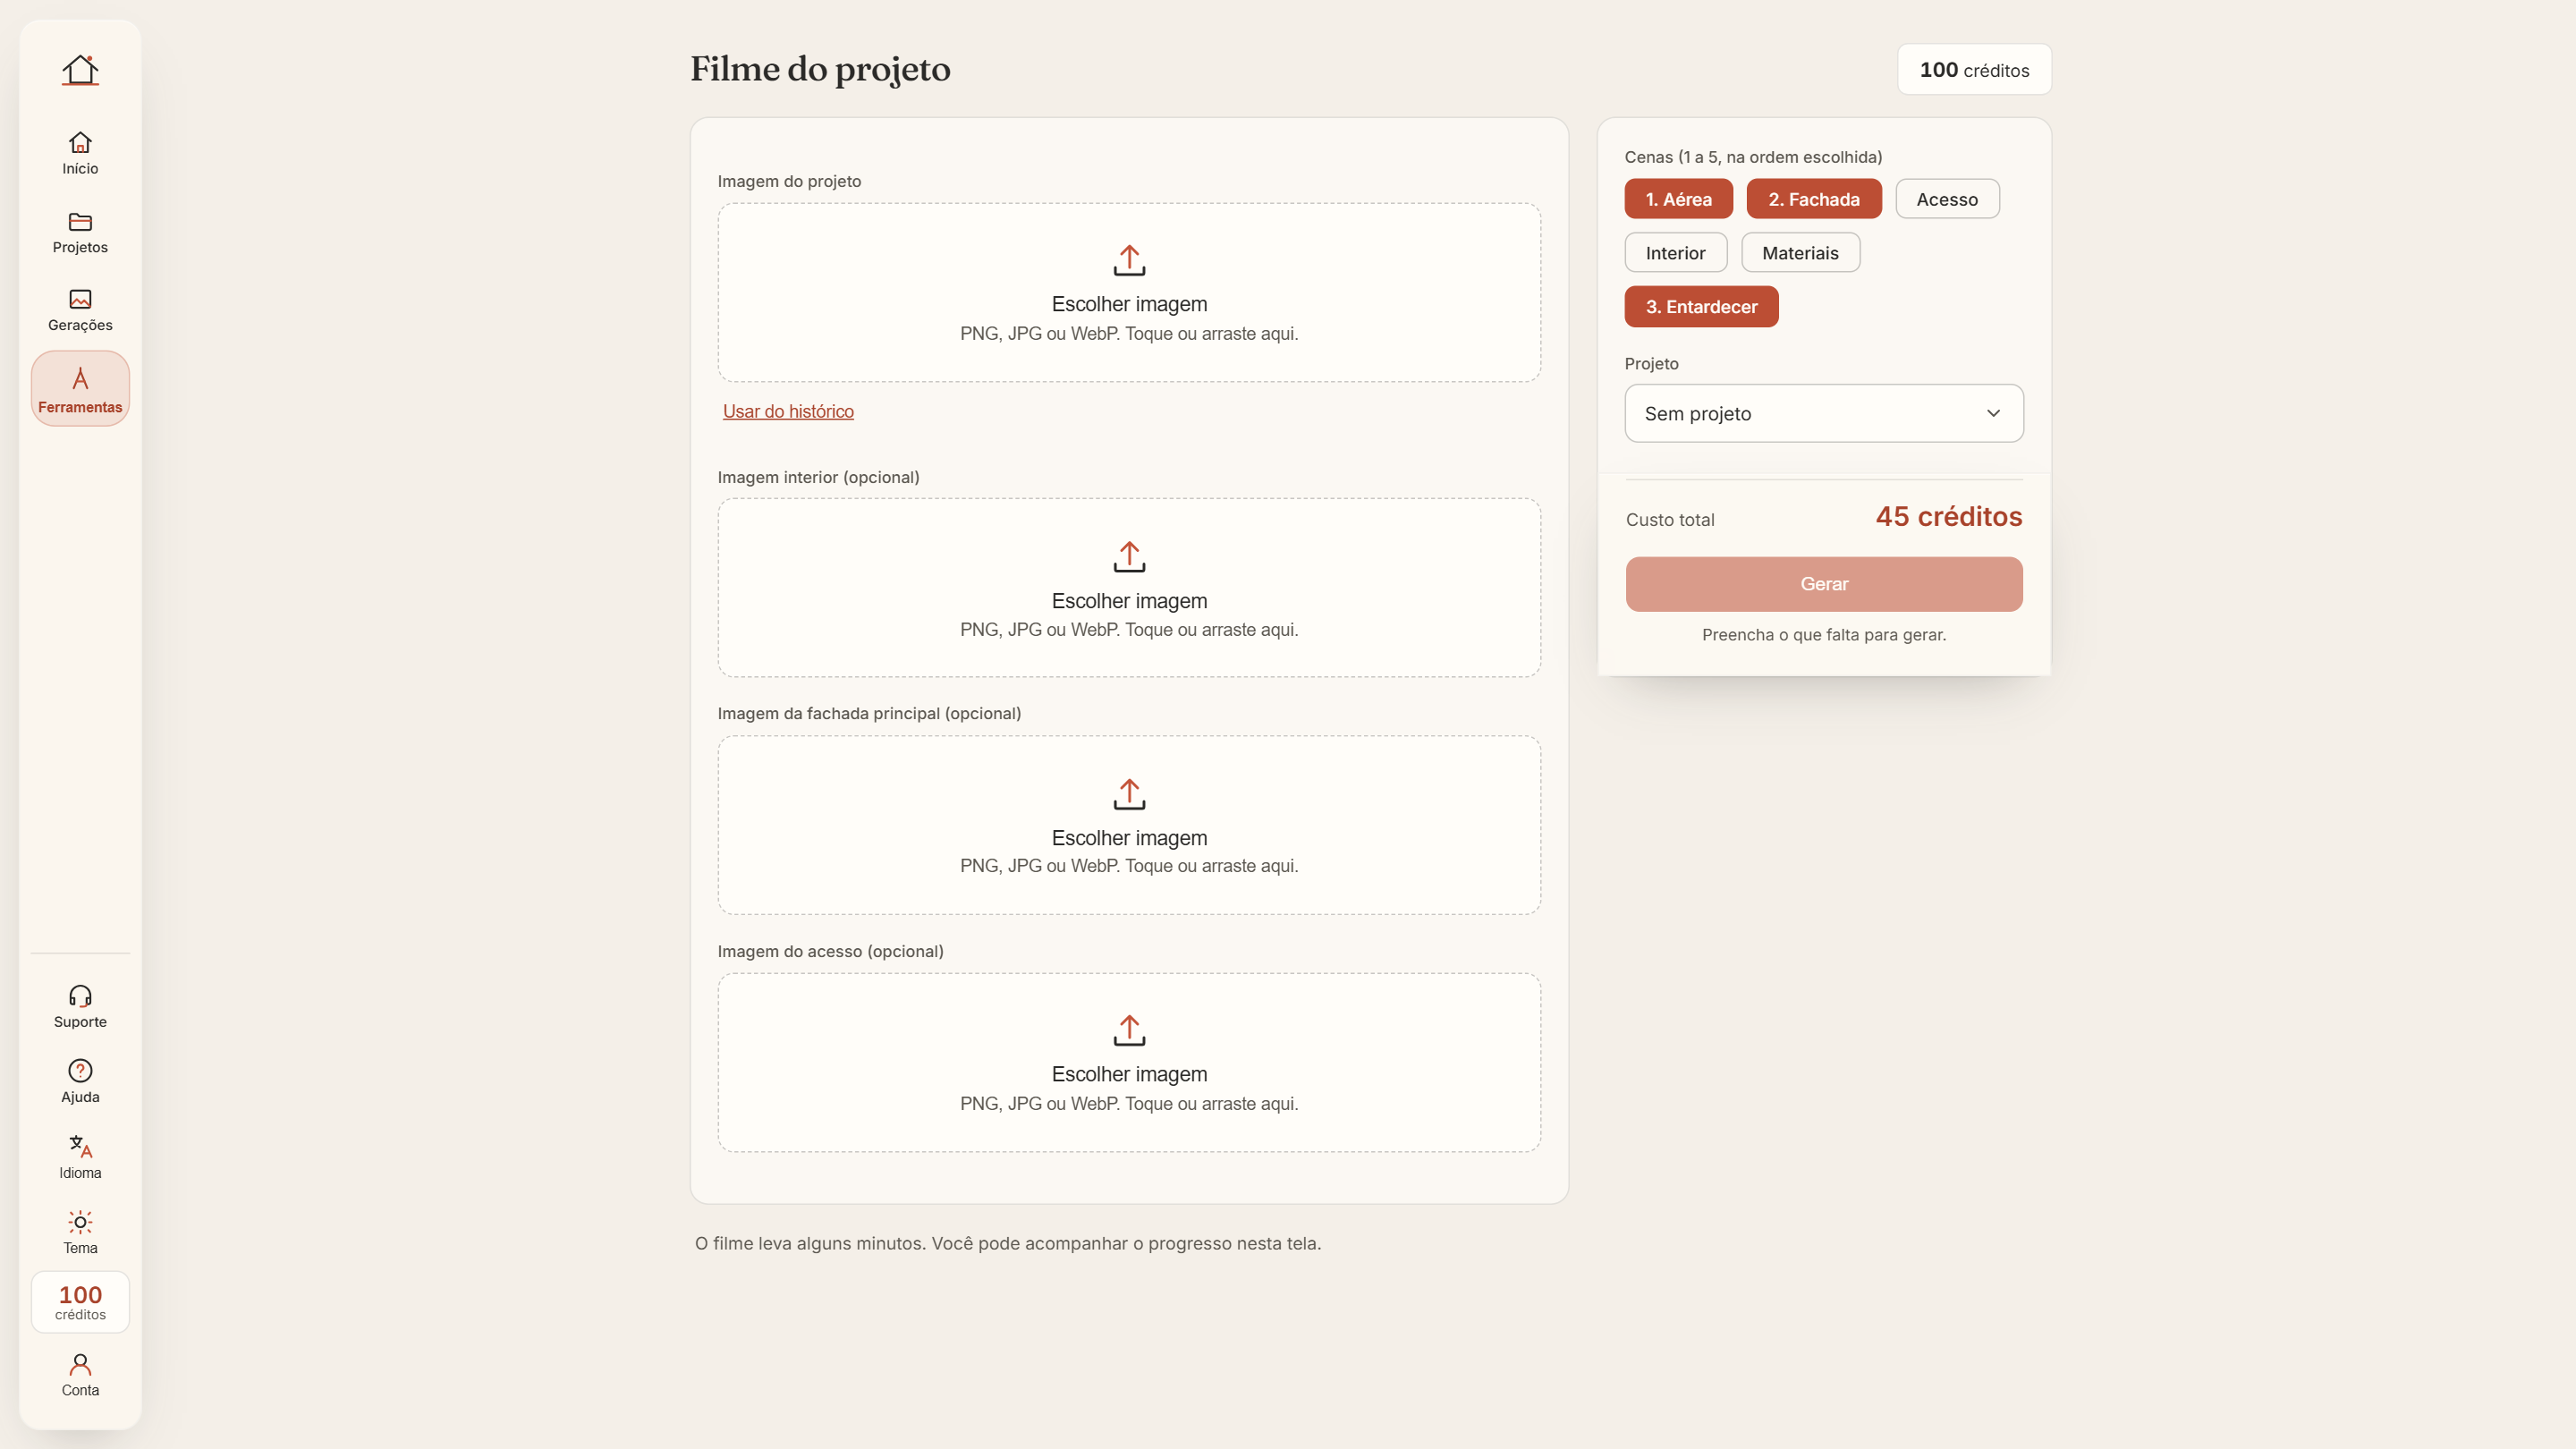 Início
Projetos
Gerações
Ferramentas
Suporte
Ajuda
Idioma
Tema
100
créditos
Conta
Filme do projeto
100 créditos
Imagem do projeto
Escolher imagem
PNG, JPG ou WebP. Toque ou arraste aqui.
Usar do histórico
Imagem interior (opcional)
Escolher imagem
PNG, JPG ou WebP. Toque ou arraste aqui.
Imagem da fachada principal (opcional)
Escolher imagem
PNG, JPG ou WebP. Toque ou arraste aqui.
Imagem do acesso (opcional)
Escolher imagem
PNG, JPG ou WebP. Toque ou arraste aqui.
O filme leva alguns minutos. Você pode acompanhar o progresso nesta tela.
Cenas (1 a 5, na ordem escolhida)
1. Aérea 2. Fachada Acesso
Interior Materiais
3. Entardecer
Projeto
Sem projeto
Custo total 45 créditos
Gerar
Preencha o que falta para gerar.